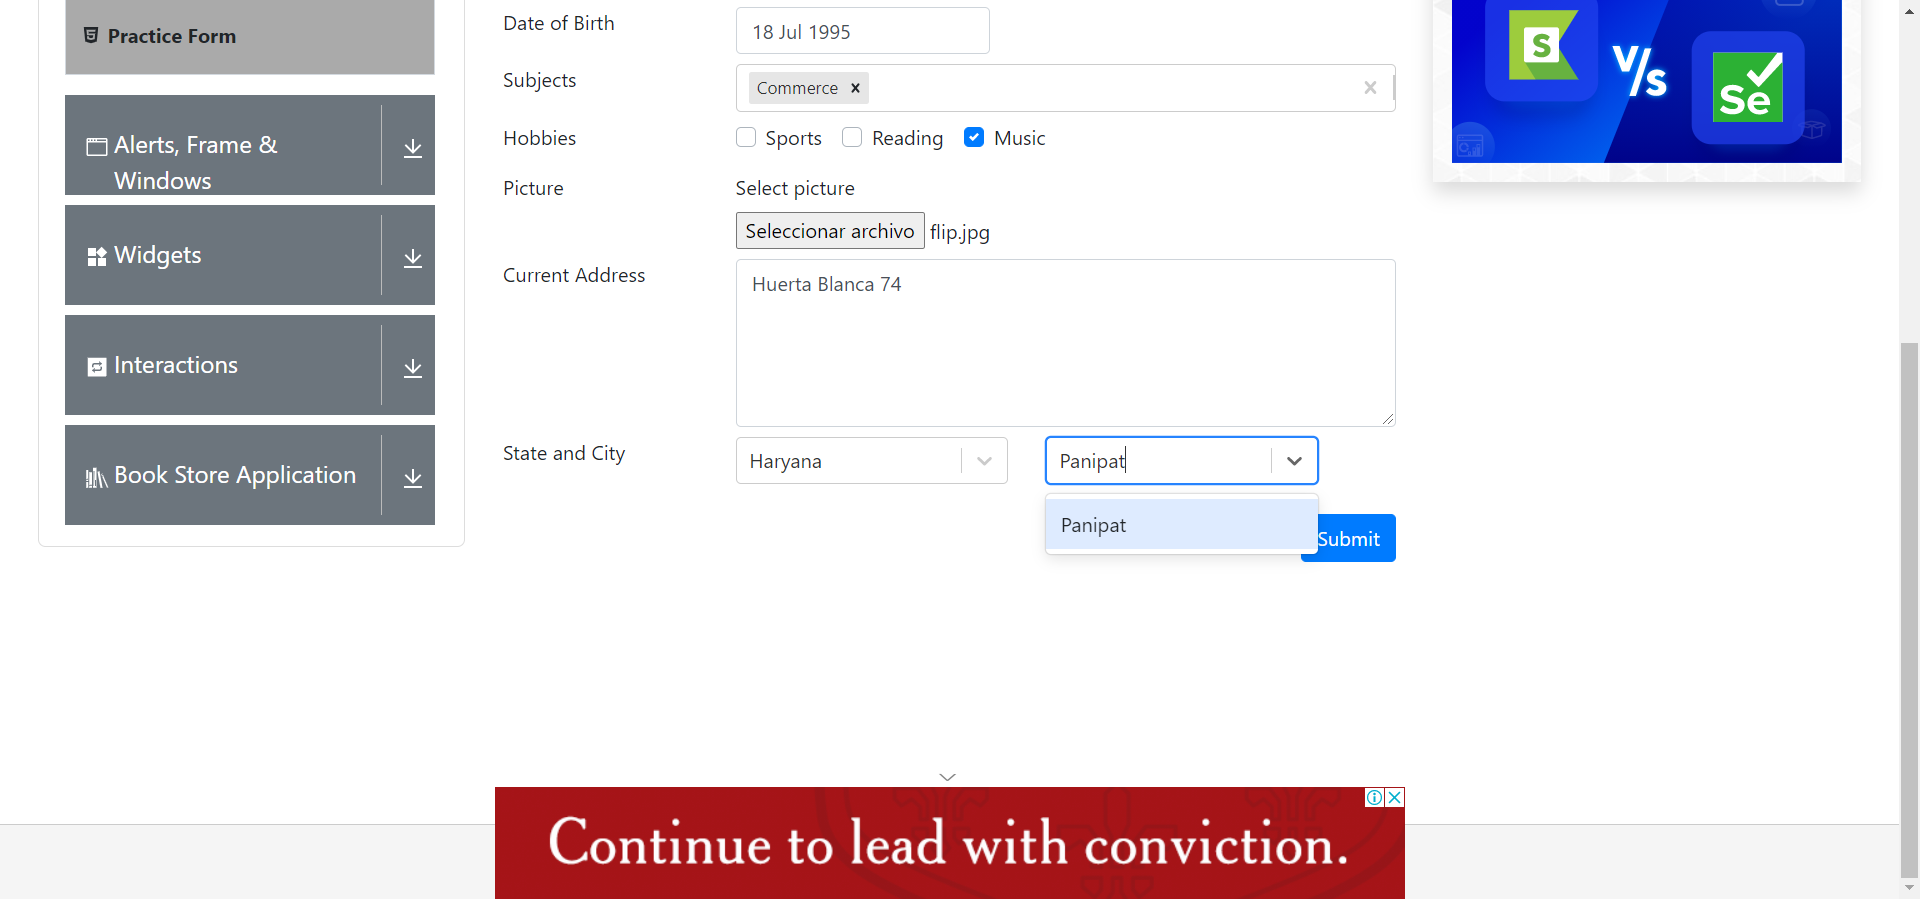 Practice Form
Alerts, Frame &
Windows
Widgets
Interactions
Book Store Application
Date of Birth
18 Jul 1995
Subjects
Commerce
Hobbies
Sports Reading Music
Picture
Select picture
Seleccionar archivo flip.jpg
Current Address
Huerta Blanca 74
State and City
Haryana
Panipat
Panipat
Submit
S V/s Se
Continue to lead with conviction.